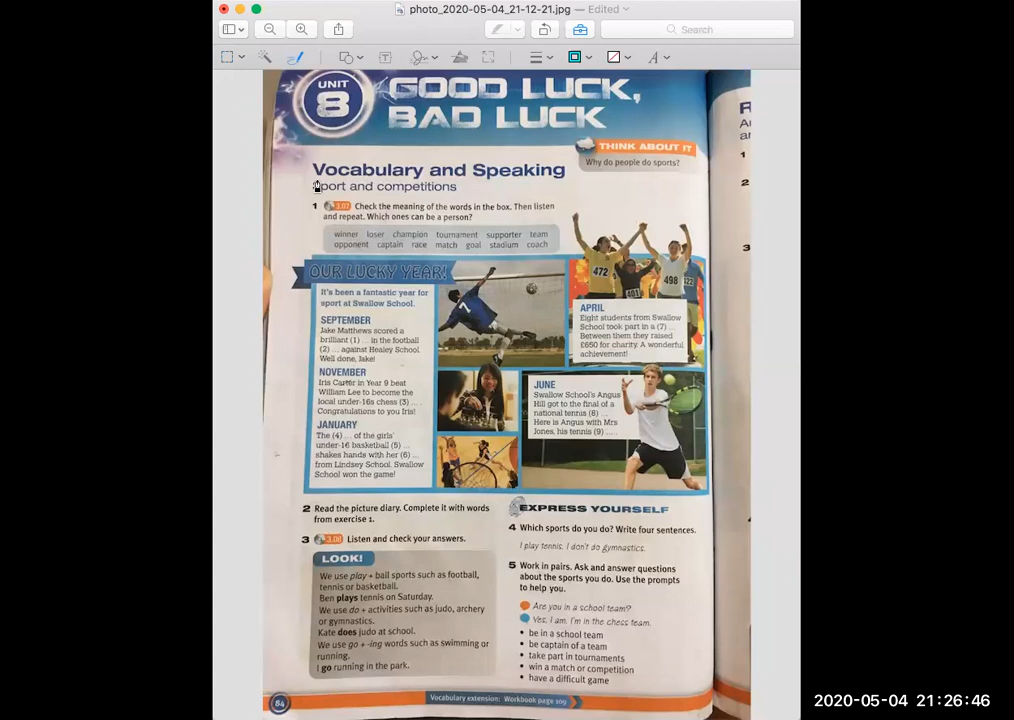 photo_2020-05-04_21-12-21.jpg — Edited
Search
UNIT
8
GOOD LUCK,
BAD LUCK
THINK ABOUT IT
Why do people do sports?
Vocabulary and Speaking
Sport and competitions
1 3.07 Check the meaning of the words in the box. Then listen
and repeat. Which ones can be a person?
winner loser champion tournament supporter team
opponent captain race match goal stadium coach
OUR LUCKY YEAR!
It's been a fantastic year for
sport at Swallow School.
SEPTEMBER
Jake Matthews scored a
brilliant (1) ... in the football
(2) ... against Healey School.
Well done, Jake!
NOVEMBER
Iris Carter in Year 9 beat
William Lee to become the
local under-16s chess (3) ... .
Congratulations to you Iris!
JANUARY
The (4) ... of the girls'
under-16 basketball (5) ...
shakes hands with her (6) ...
from Lindsey School. Swallow
School won the game!
7
472
401
498
APRIL
Eight students from Swallow
School took part in a (7) ...
Between them they raised
£650 for charity. A wonderful
achievement!
JUNE
Swallow School's Angus
Hill got to the final of a
national tennis (8) ...
Here is Angus with Mrs
Jones, his tennis (9) ... .
2 Read the picture diary. Complete it with words
from exercise 1.
3 3.08 Listen and check your answers.
LOOK!
We use play + ball sports such as football,
tennis or basketball.
Ben plays tennis on Saturday.
We use do + activities such as judo, archery
or gymnastics.
Kate does judo at school.
We use go + -ing words such as swimming or
running.
I go running in the park.
EXPRESS YOURSELF
4 Which sports do you do? Write four sentences.
I play tennis. I don't do gymnastics.
5 Work in pairs. Ask and answer questions
about the sports you do. Use the prompts
to help you.
Are you in a school team?
Yes, I am. I'm in the chess team.
• be in a school team
• be captain of a team
• take part in tournaments
• win a match or competition
• have a difficult game
84
Vocabulary extension: Workbook page 109
R
1
2
3
2020-05-04 21:26:46